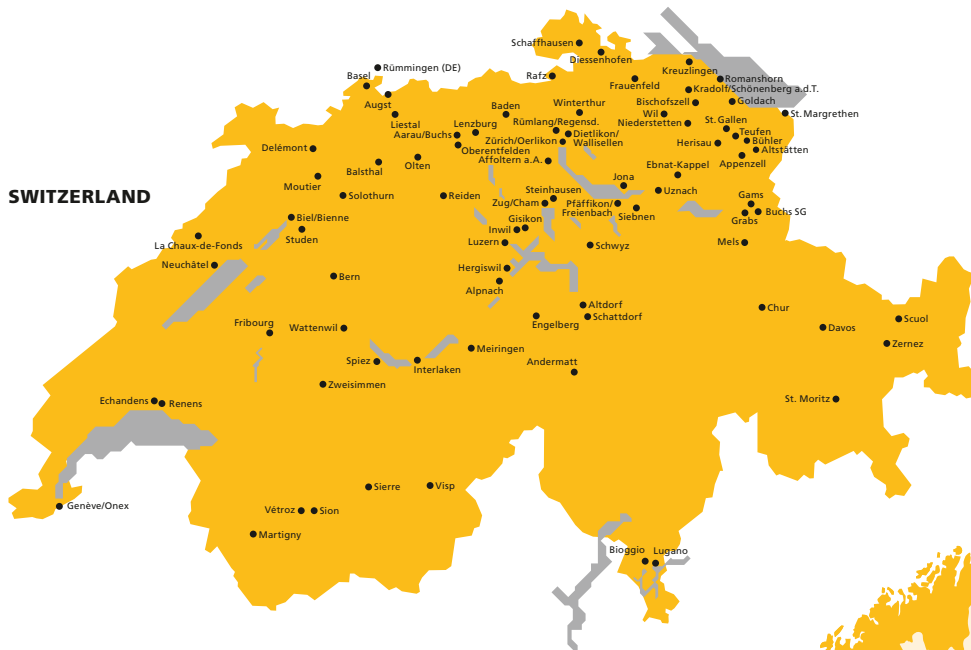 Schaffhausen
Diessenhofen
Rümmingen (DE)
Basel
Rafz
Kreuzlingen
Romanshorn
Frauenfeld
Kradolf/Schönenberg a.d.T.
Augst
Baden
Winterthur
Bischofszell
Goldach
Liestal
Lenzburg
Rümlang/Regensd.
Wil
St. Margrethen
Aarau/Buchs
Dietlikon/
Wallisellen
Niederstetten
St. Gallen
Teufen
Zürich/Oerlikon
Herisau
Bühler
Delémont
Oberentfelden
Altstätten
Olten
Affoltern a.A.
Ebnat-Kappel
Appenzell
Balsthal
Moutier
Jona
SWITZERLAND
Solothurn
Reiden
Steinhausen
Uznach
Gams
Zug/Cham
Pfäffikon/
Freienbach
Siebnen
Buchs SG
Grabs
Biel/Bienne
Gisikon
Inwil
Studen
La Chaux-de-Fonds
Luzern
Schwyz
Mels
Neuchâtel
Hergiswil
Bern
Alpnach
Altdorf
Chur
Schattdorf
Engelberg
Scuol
Fribourg
Wattenwil
Davos
Zernez
Meiringen
Spiez
Interlaken
Andermatt
Zweisimmen
Echandens
Renens
St. Moritz
Sierre
Visp
Genève/Onex
Vétroz
Sion
Martigny
Bioggio
Lugano